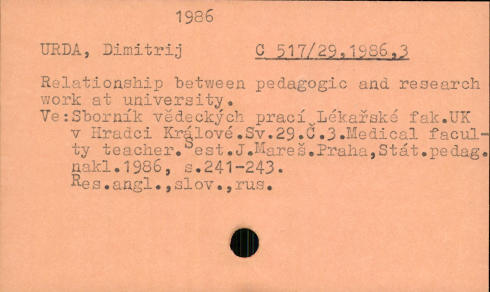 1986
URDA, Dimitrij C 517/29,1986,3
Relationship between pedagogic and research
work at university.
Ve:Sborník vědeckých prací Lékařské fak.UK
v Hradci Králové.Sv.29.Č.3.Medical facul-
ty teacher.Sest.J.Mareš.Praha,Stát.pedag.
nakl.1986, s.241-243.
Res.angl.,slov.,rus.